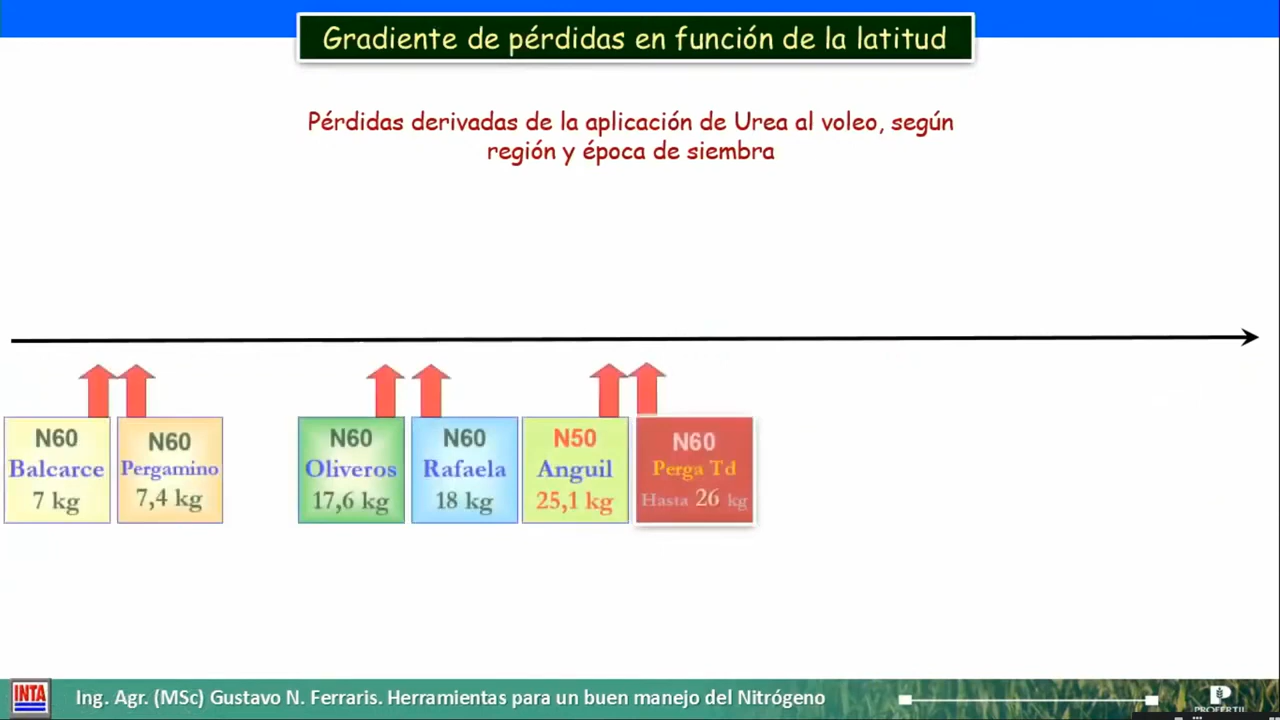 Gradiente de pérdidas en función de la latitud
Pérdidas derivadas de la aplicación de Urea al voleo, según
región y época de siembra
N60
Balcarce
7 kg
N60
Pergamino
7,4 kg
N60
Oliveros
17,6 kg
N60
Rafaela
18 kg
N50
Anguil
25,1 kg
N60
Perga Td
Hasta 26 kg
INTA
Ing. Agr. (MSc) Gustavo N. Ferraris. Herramientas para un buen manejo del Nitrógeno
PROFERTIL